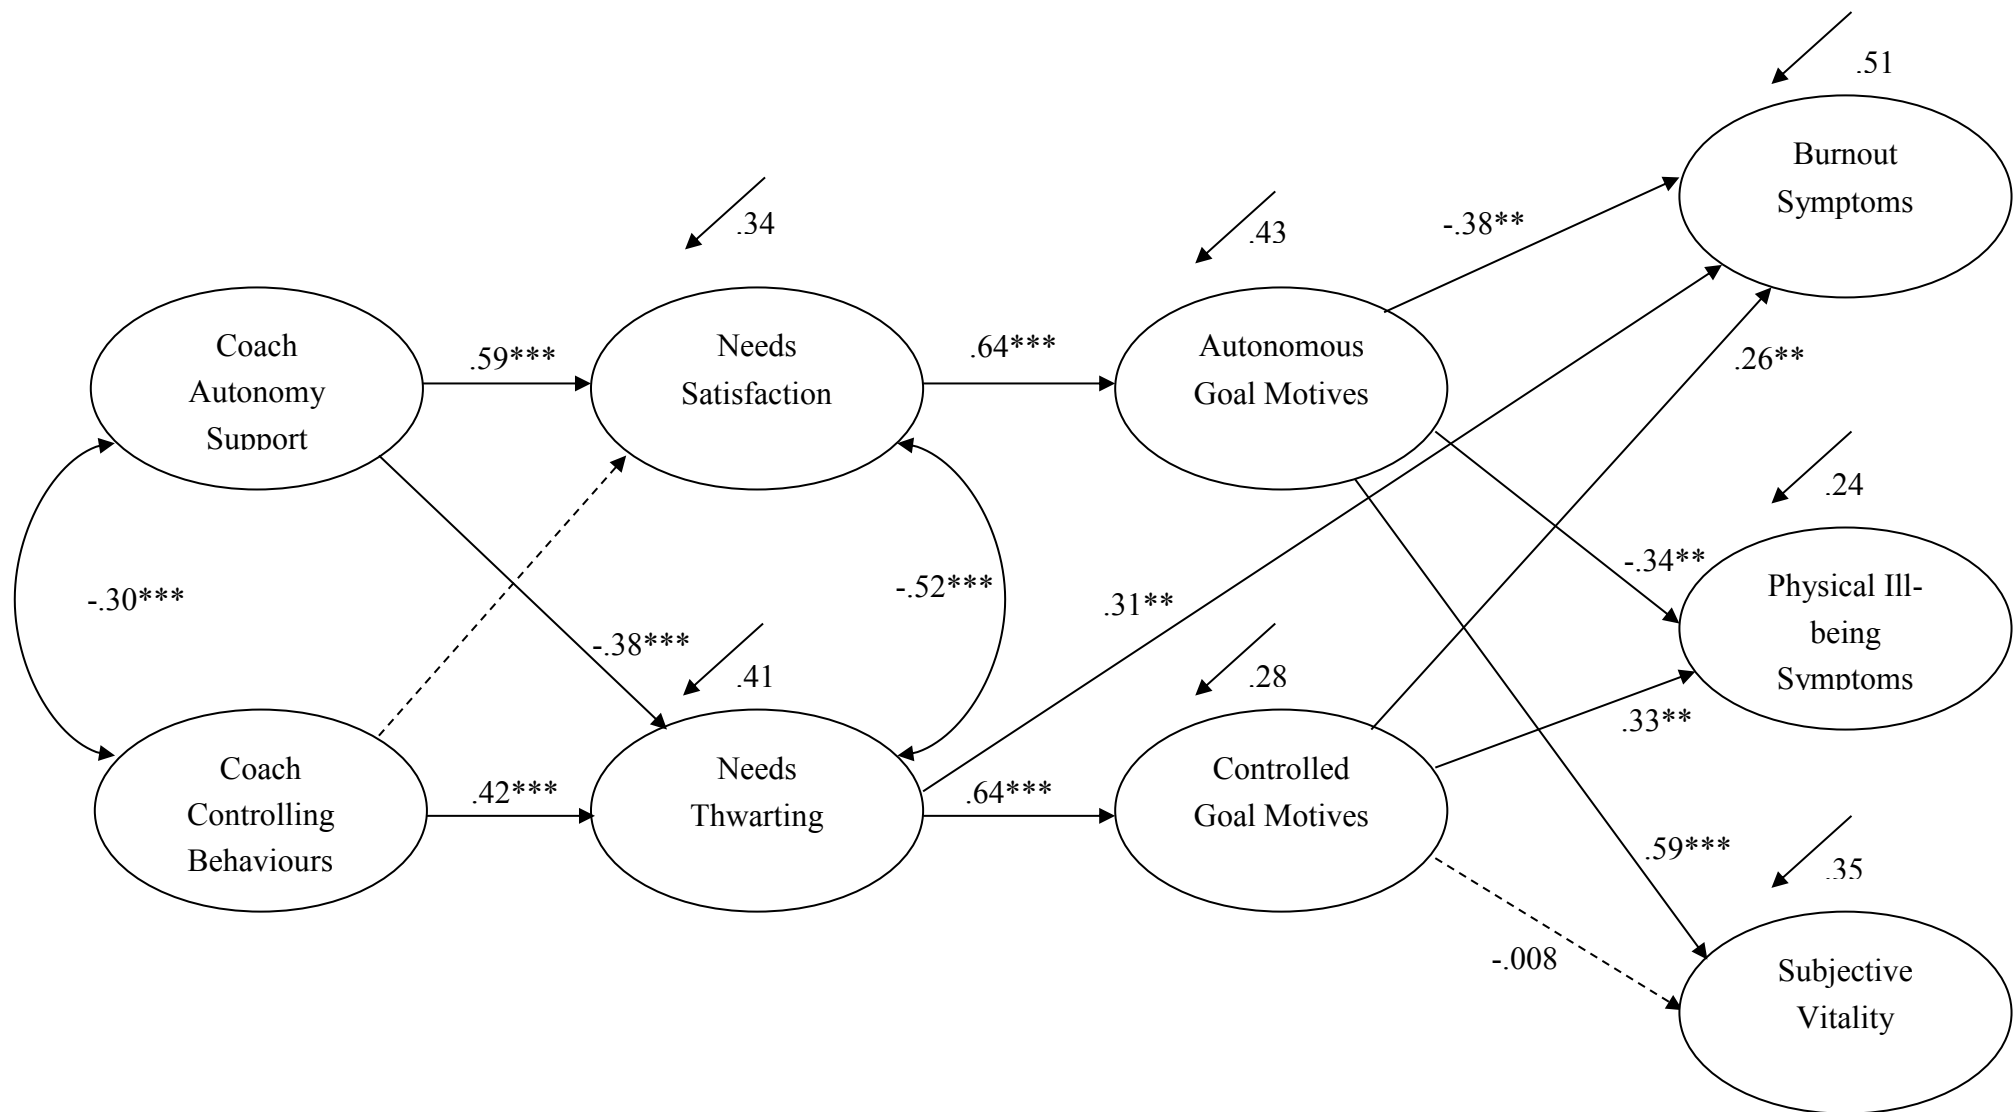 .51
Burnout
Symptoms
.34
.43
-.38**
Coach
Autonomy
Support
.59***
Needs
Satisfaction
.64***
Autonomous
Goal Motives
.26**
.24
-.30***
-.38***
-.52***
.31**
-.34**
Physical Ill-
being
Symptoms
.41
.28
.33**
Coach
Controlling
Behaviours
.42***
Needs
Thwarting
.64***
Controlled
Goal Motives
.59***
.35
-.008
Subjective
Vitality